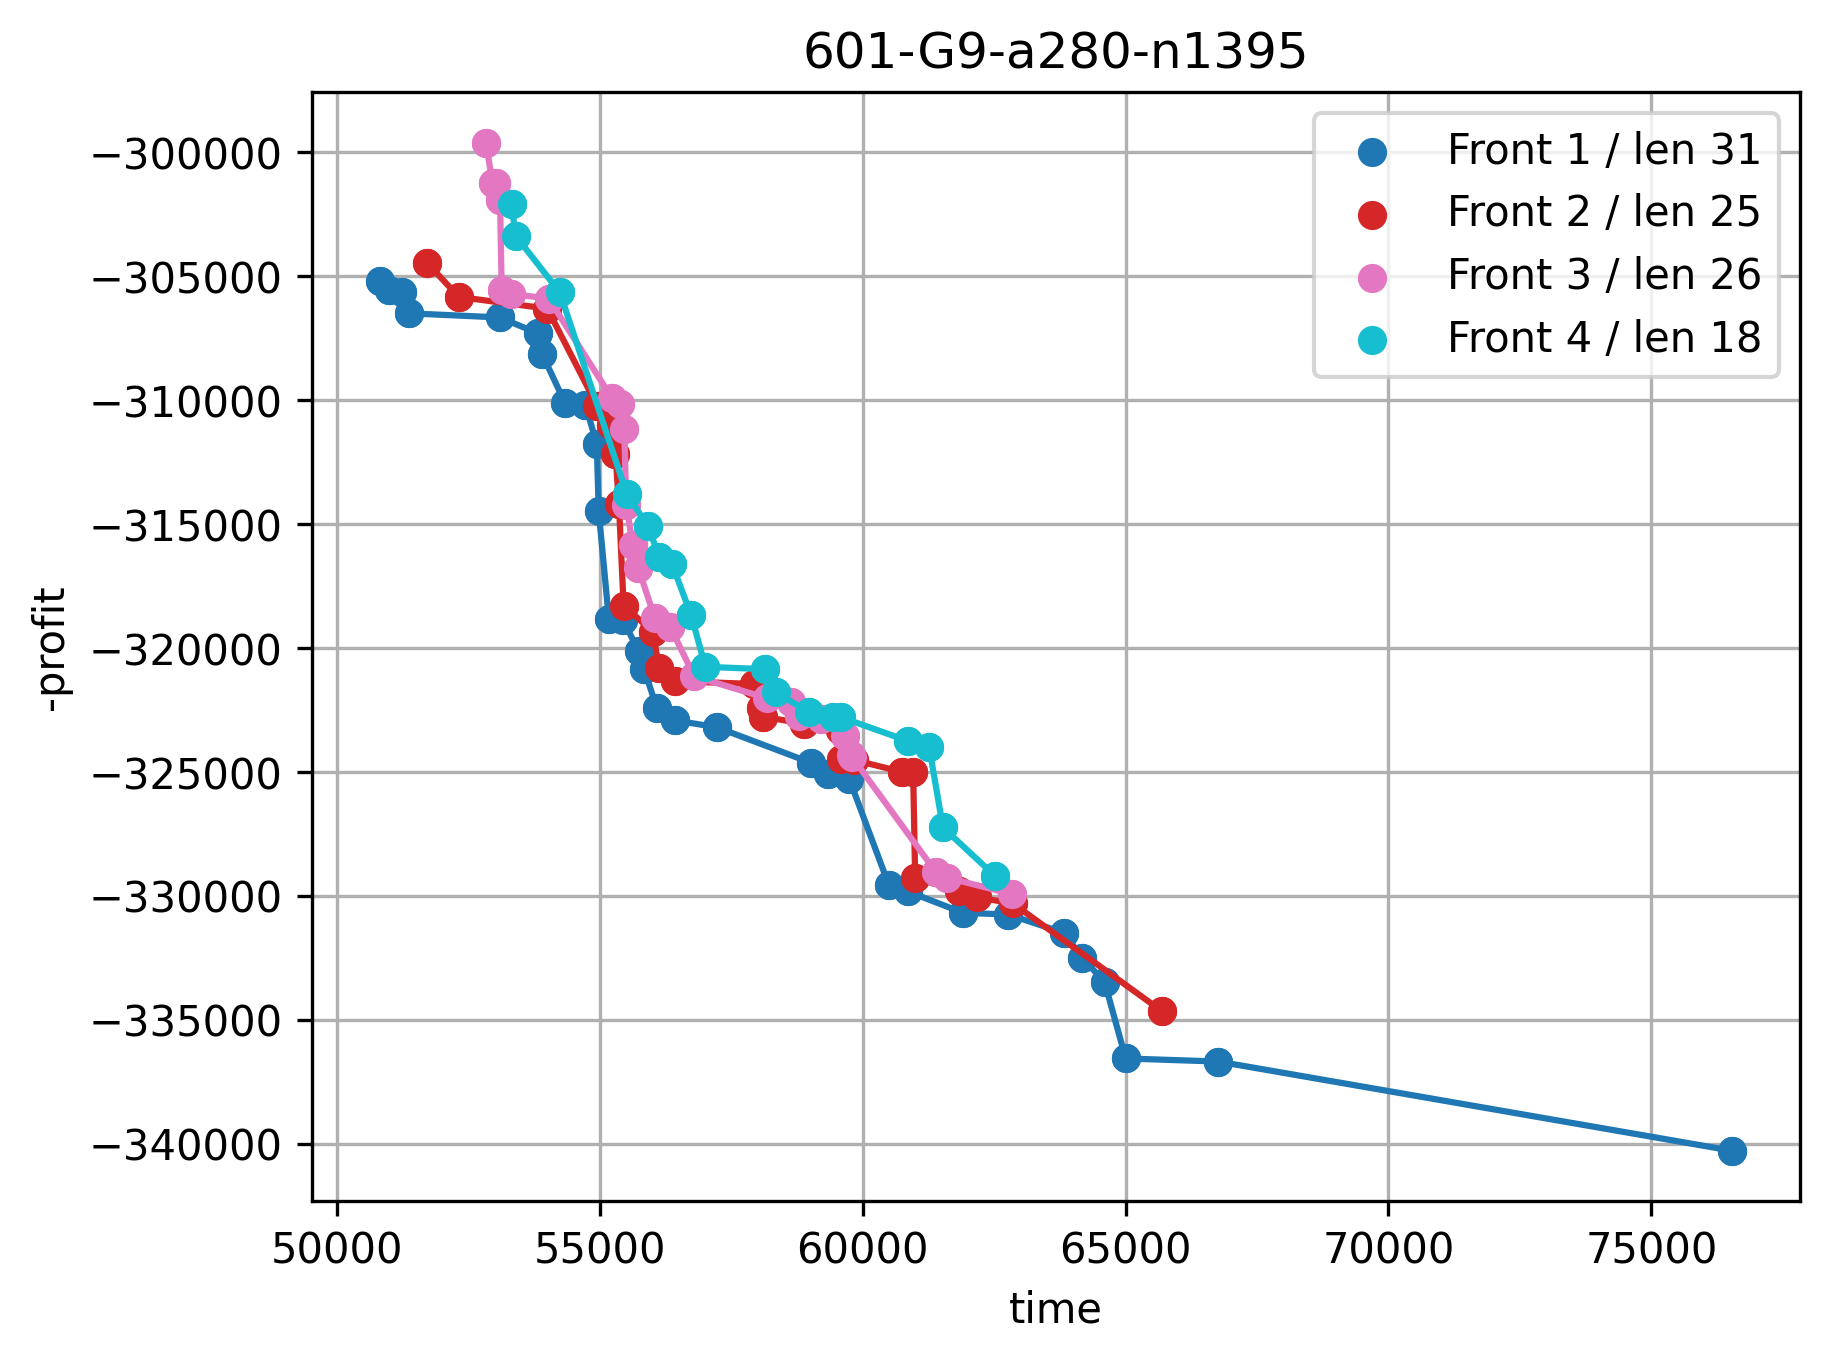 601-G9-a280-n1395
Front 1 / len 31
Front 2 / len 25
Front 3 / len 26
Front 4 / len 18
-profit
−300000
−305000
−310000
−315000
−320000
−325000
−330000
−335000
−340000
50000 55000 60000 65000 70000 75000
time